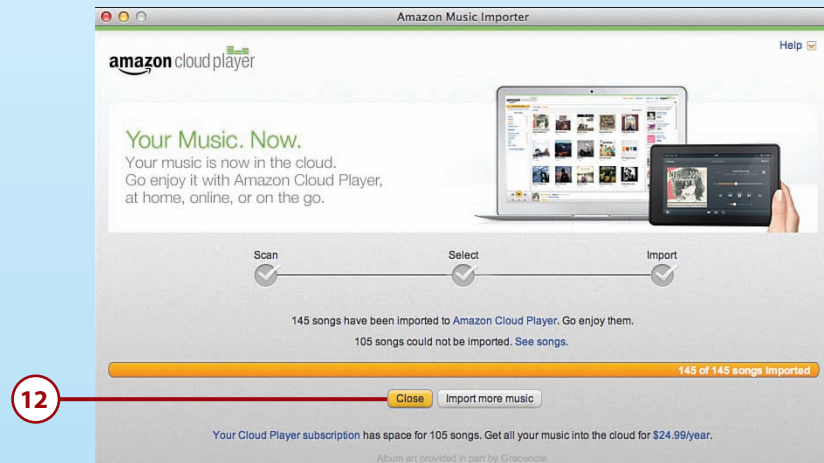 Amazon Music Importer
Help
amazon cloud player
Your Music. Now.
Your music is now in the cloud.
Go enjoy it with Amazon Cloud Player,
at home, online, or on the go.
Scan Select Import
145 songs have been imported to Amazon Cloud Player. Go enjoy them.
105 songs could not be imported. See songs.
145 of 145 songs imported
12 Close Import more music
Your Cloud Player subscription has space for 105 songs. Get all your music into the cloud for $24.99/year.
Album art provided in part by Gracenote